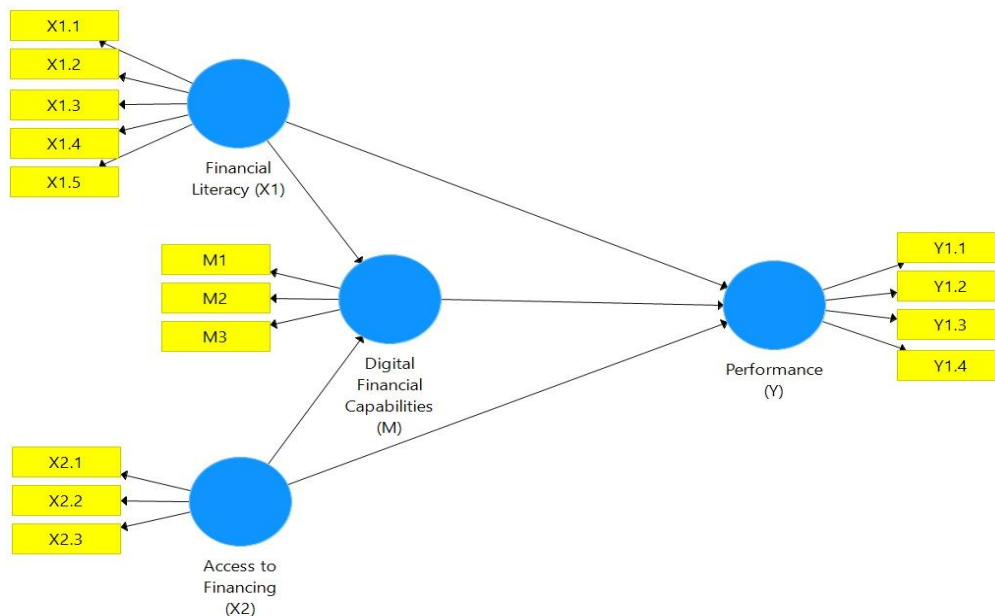 X1.1
X1.2
X1.3
X1.4
X1.5
Financial
Literacy (X1)
M1
M2
M3
Digital
Financial
Capabilities
(M)
Y1.1
Y1.2
Y1.3
Y1.4
Performance
(Y)
X2.1
X2.2
X2.3
Access to
Financing
(X2)